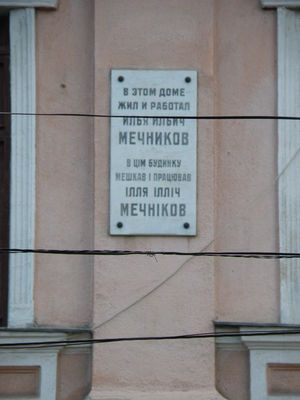 В ЭТОМ ДОМЕ
ЖИЛ И РАБОТАЛ
ИЛЬЯ ИЛЬИЧ
МЕЧНИКОВ
В ЦІМ БУДИНКУ
МЕШКАВ І ПРАЦЮВАВ
ІЛЛЯ ІЛЛІЧ
МЕЧНІКОВ